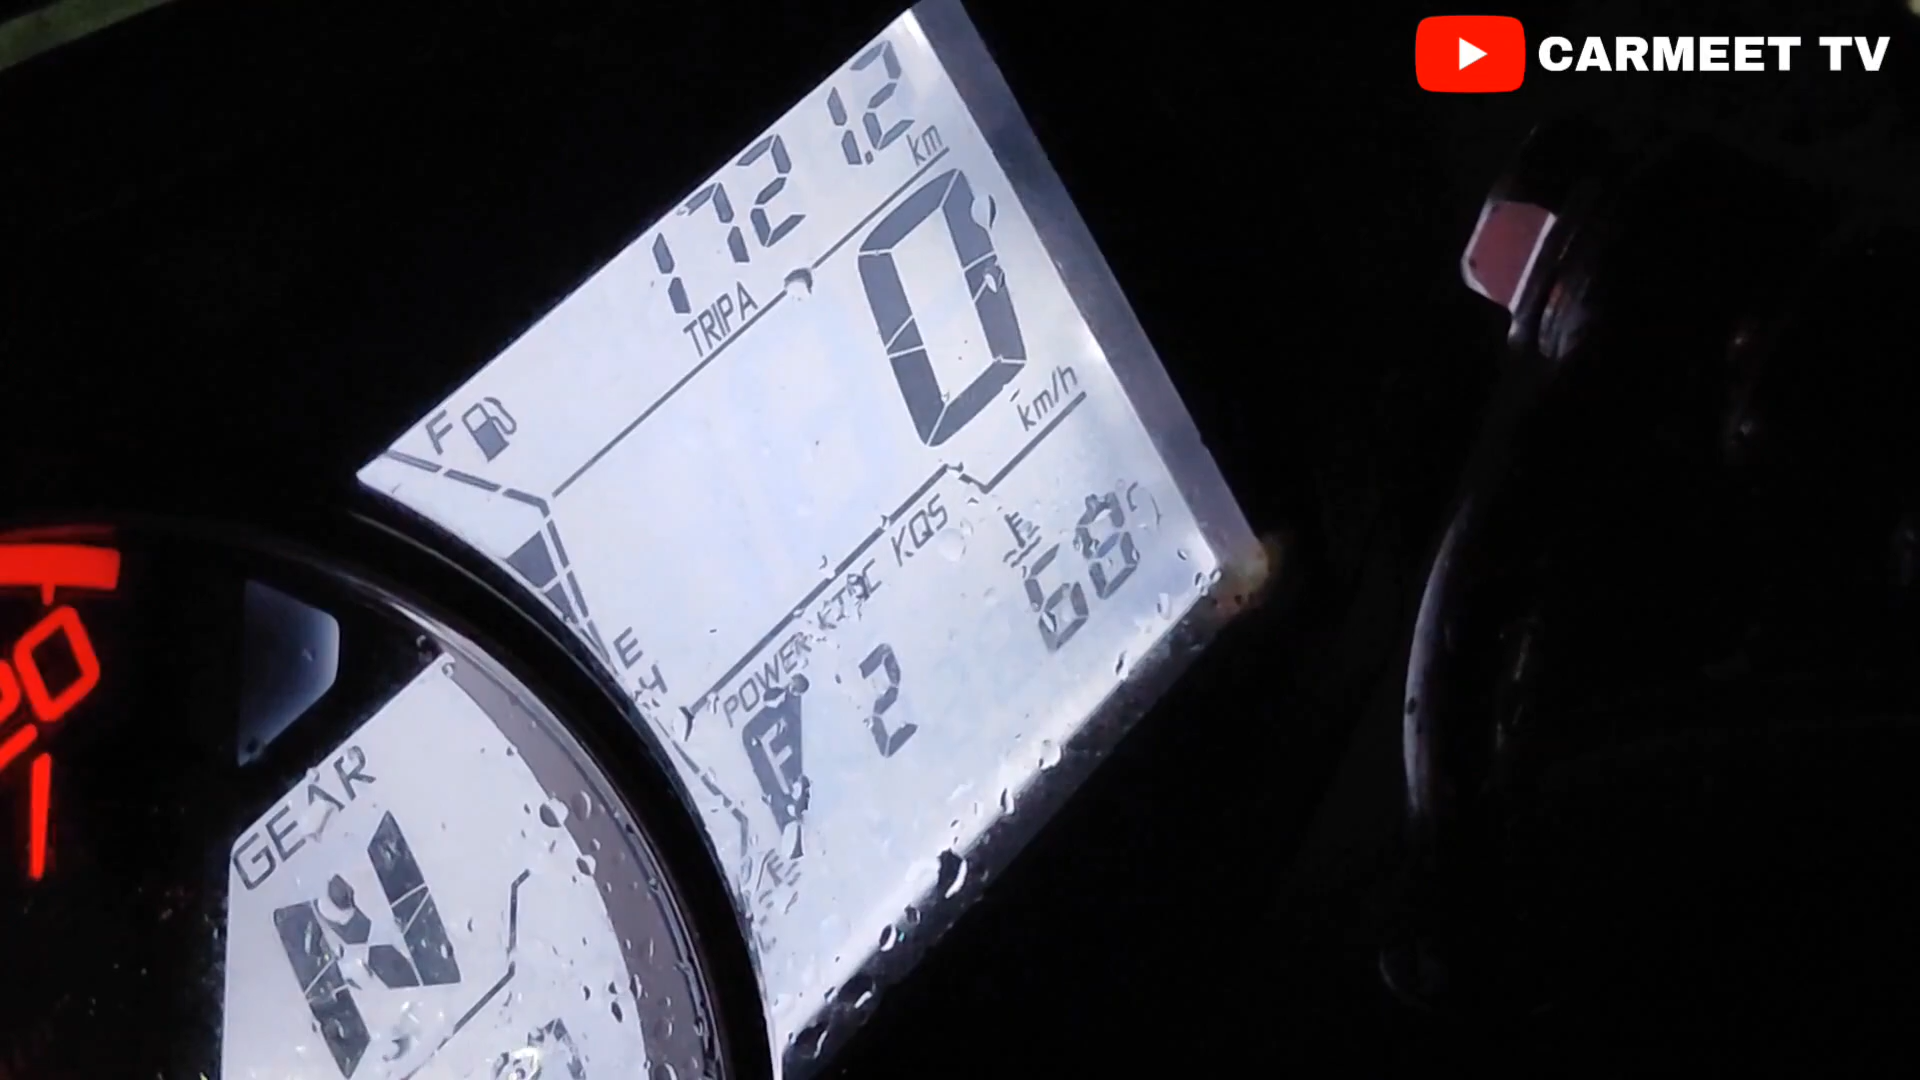 CARMEET TV
1721.2
km
TRIP A
0
km/h
F
E
POWER KTRC KQS
F 2
68°C
GEAR
N